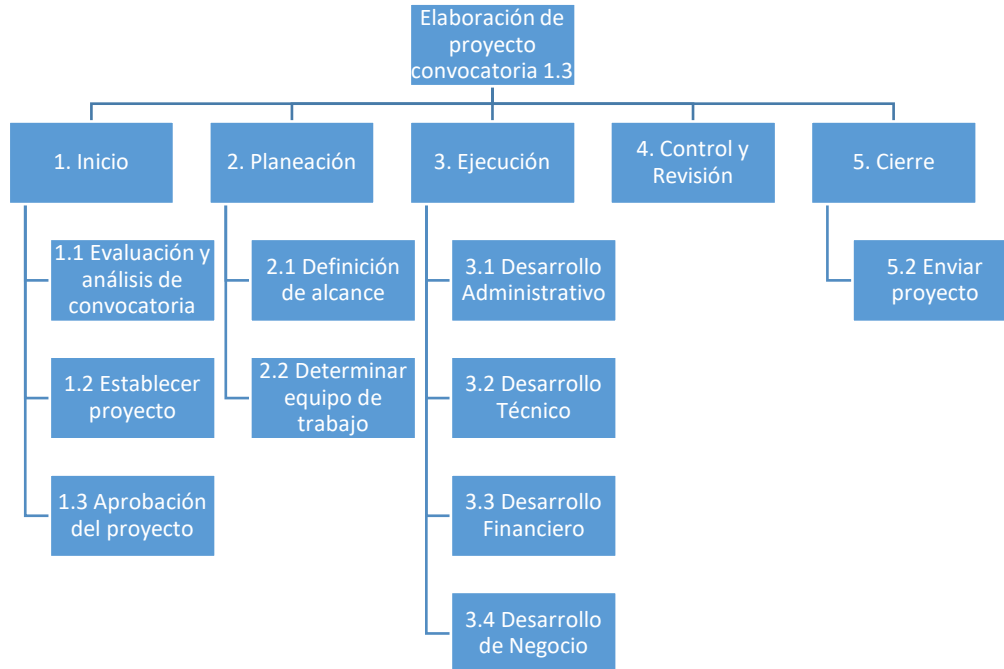 Elaboración de
proyecto
convocatoria 1.3
1. Inicio
2. Planeación
3. Ejecución
4. Control y
Revisión
5. Cierre
1.1 Evaluación y
análisis de
convocatoria
1.2 Establecer
proyecto
1.3 Aprobación
del proyecto
2.1 Definición
de alcance
2.2 Determinar
equipo de
trabajo
3.1 Desarrollo
Administrativo
3.2 Desarrollo
Técnico
3.3 Desarrollo
Financiero
3.4 Desarrollo
de Negocio
5.2 Enviar
proyecto